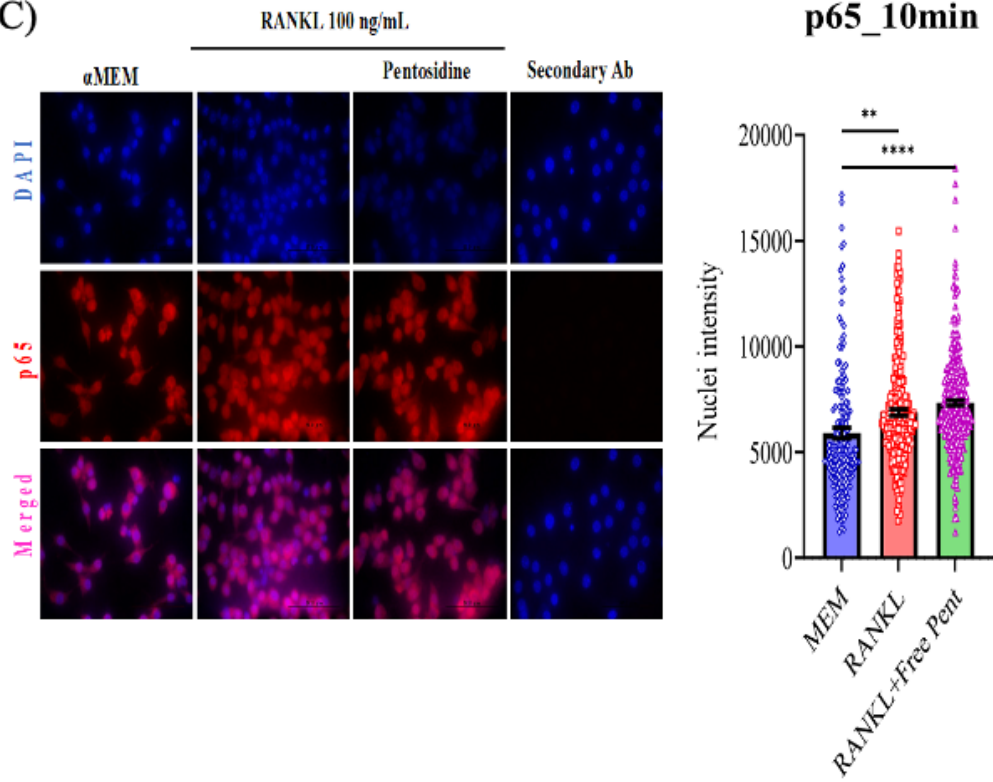 C)
RANKL 100 ng/mL
αMEM
Pentosidine
Secondary Ab
DAPI
p65
Merged
p65_10min
**
****
20000
15000
10000
5000
0
Nuclei intensity
MEM
RANKL
RANKL+Free Pent